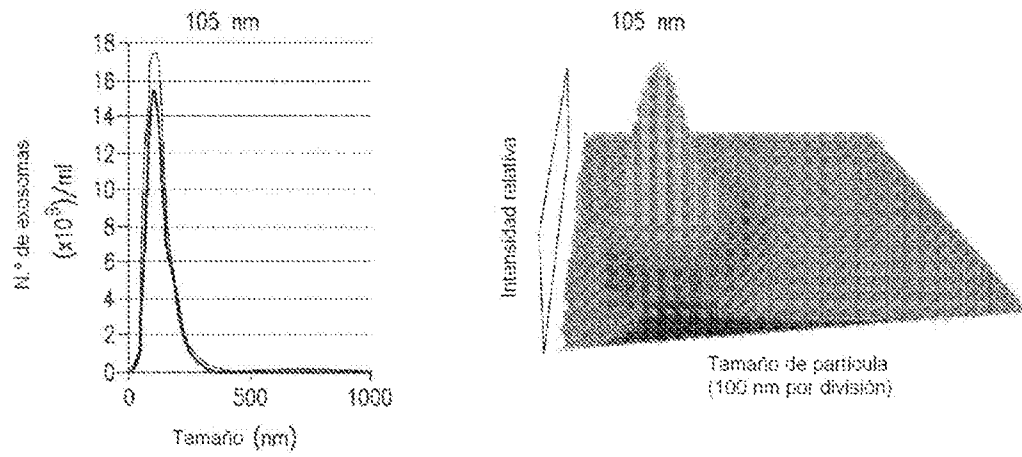 105 nm
18
16
14
12
10
8
6
4
2
0
N.º de exosomas
(x10⁹)/ml
0 500 1000
Tamaño (nm)
105 nm
Intensidad relativa
Tamaño de partícula
(100 nm por división)